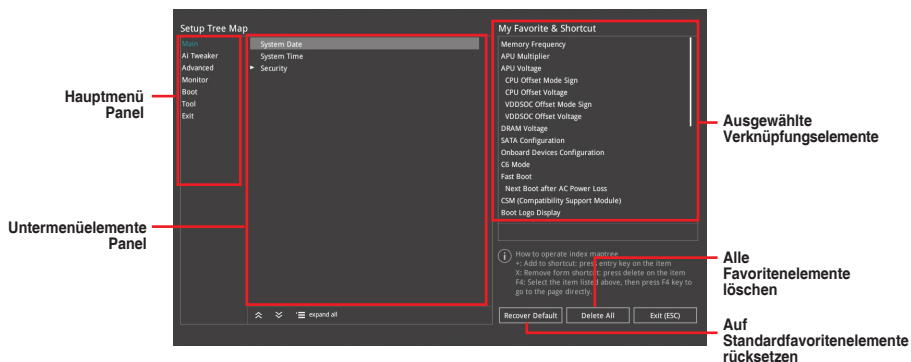 Setup Tree Map
Main
Ai Tweaker
Advanced
Monitor
Boot
Tool
Exit
System Date
System Time
Security
expand all
My Favorite & Shortcut
Memory Frequency
APU Multiplier
APU Voltage
CPU Offset Mode Sign
CPU Offset Voltage
VDDSOC Offset Mode Sign
VDDSOC Offset Voltage
DRAM Voltage
SATA Configuration
Onboard Devices Configuration
C6 Mode
Fast Boot
Next Boot after AC Power Loss
CSM (Compatibility Support Module)
Boot Logo Display
How to operate index maptree
+: Add to shortcut: press entry key on the item
X: Remove form shortcut: press delete on the item
F4: Select the item listed above, then press F4 key to
go to the page directly.
Recover Default
Delete All
Exit (ESC)
Hauptmenü
Panel
Untermenüelemente
Panel
Ausgewählte
Verknüpfungselemente
Alle
Favoritenelemente
löschen
Auf
Standardfavoritenelemente
rücksetzen